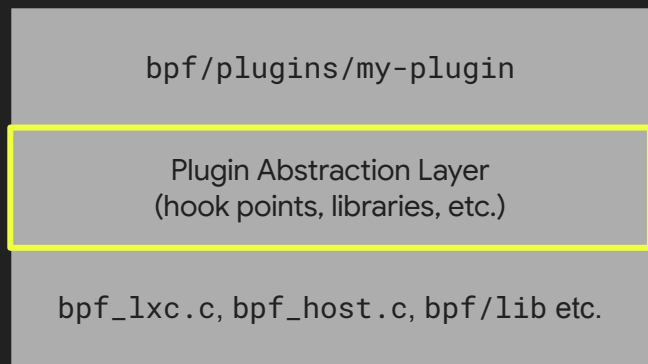 bpf/plugins/my-plugin
Plugin Abstraction Layer
(hook points, libraries, etc.)
bpf_lxc.c, bpf_host.c, bpf/lib etc.